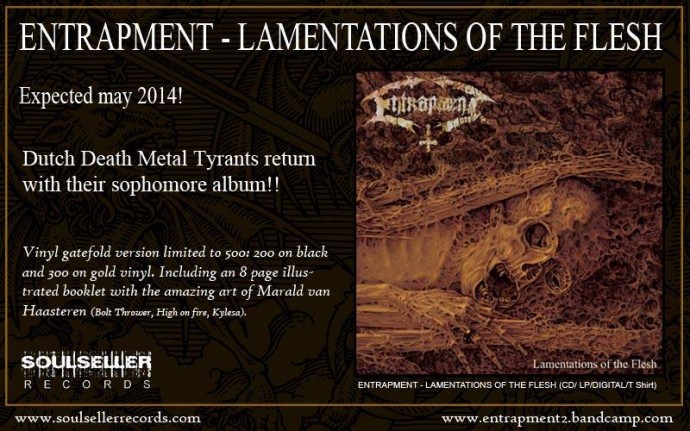 ENTRAPMENT - LAMENTATIONS OF THE FLESH
Expected may 2014!
Dutch Death Metal Tyrants return
with their sophomore album!!
Vinyl gatefold version limited to 500: 200 on black
and 300 on gold vinyl. Including an 8 page illus-
trated booklet with the amazing art of Marald van
Haasteren (Bolt Thrower, High on fire, Kylesa).
SOULSELLER
RECORDS
www.soulsellerrecords.com
Entrapment
Lamentations of the Flesh
ENTRAPMENT - LAMENTATIONS OF THE FLESH (CD/ LP/DIGITAL/T Shirt)
www.entrapment2.bandcamp.com